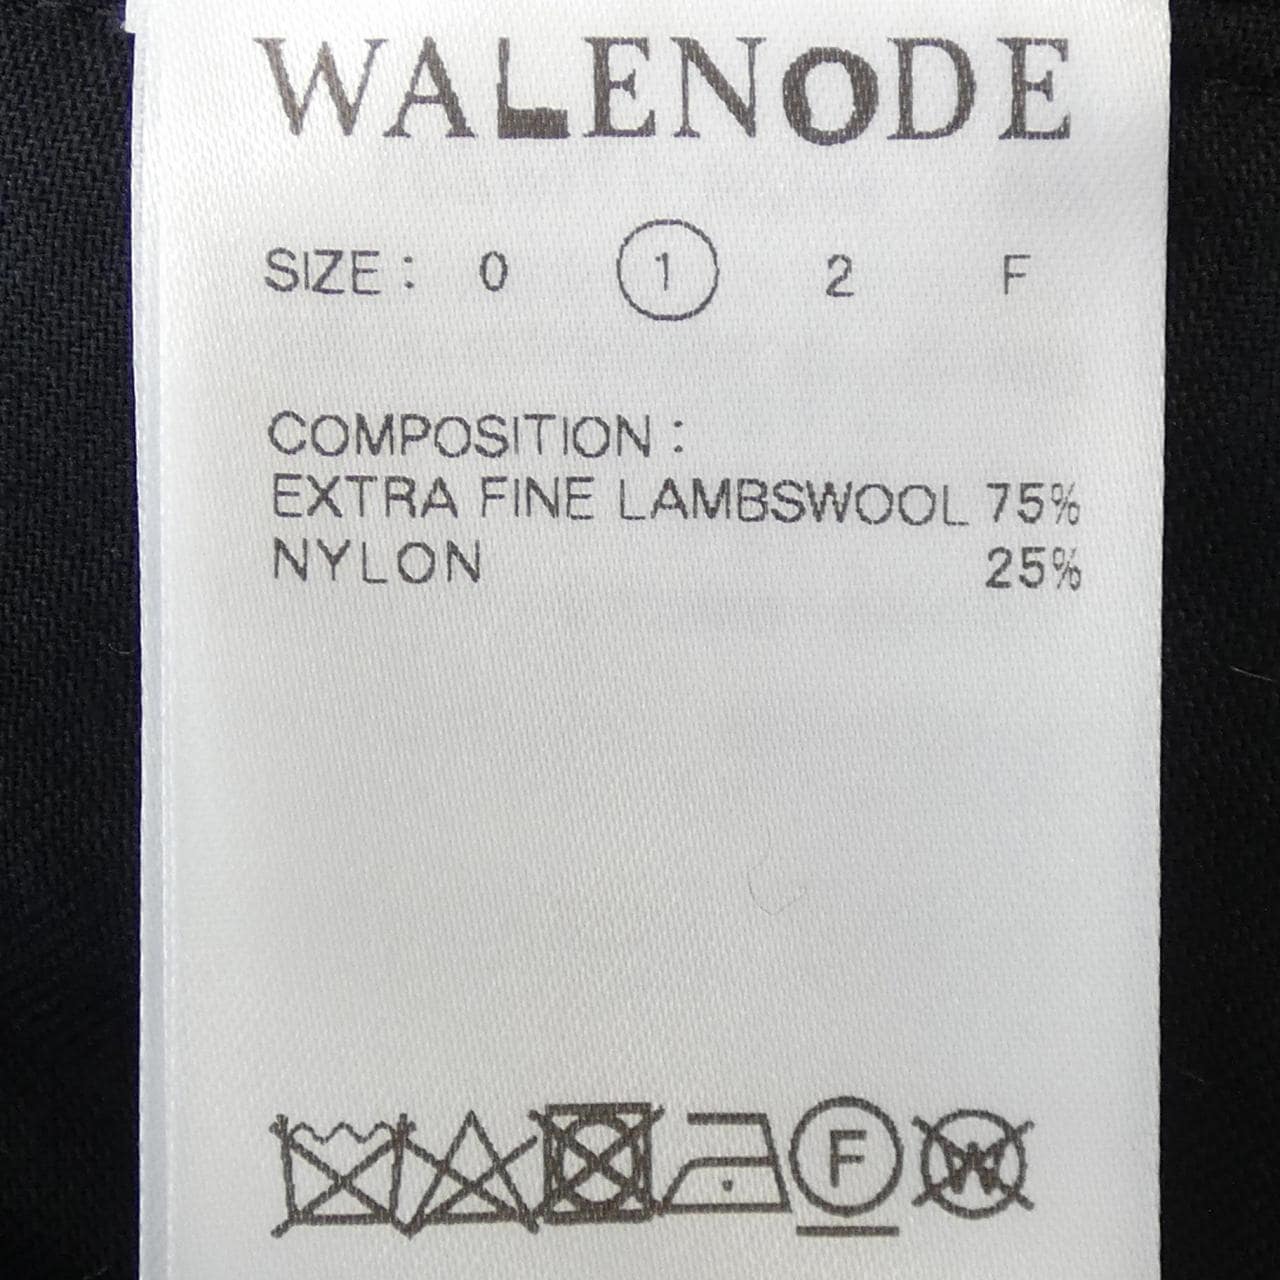 WALENODE
SIZE : 0 1 2 F
COMPOSITION :
EXTRA FINE LAMBSWOOL 75%
NYLON 25%
F W